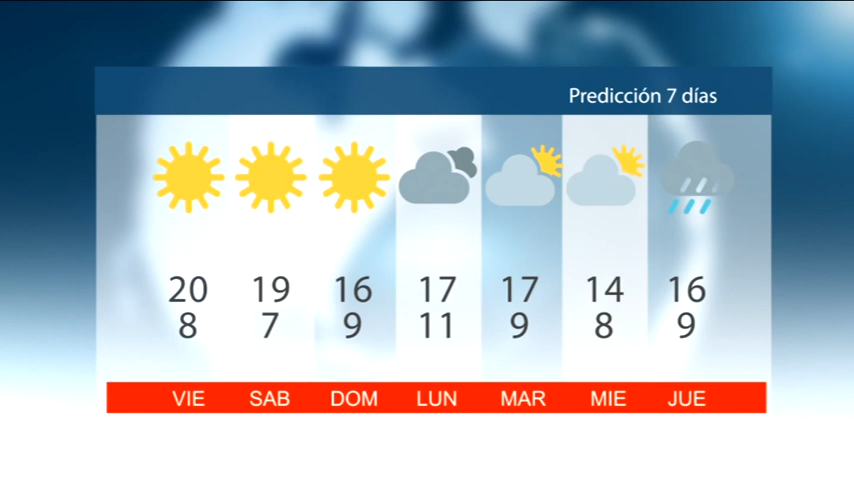 Predicción 7 días
20 19 16 17 17 14 16
8 7 9 11 9 8 9
VIE SAB DOM LUN MAR MIE JUE